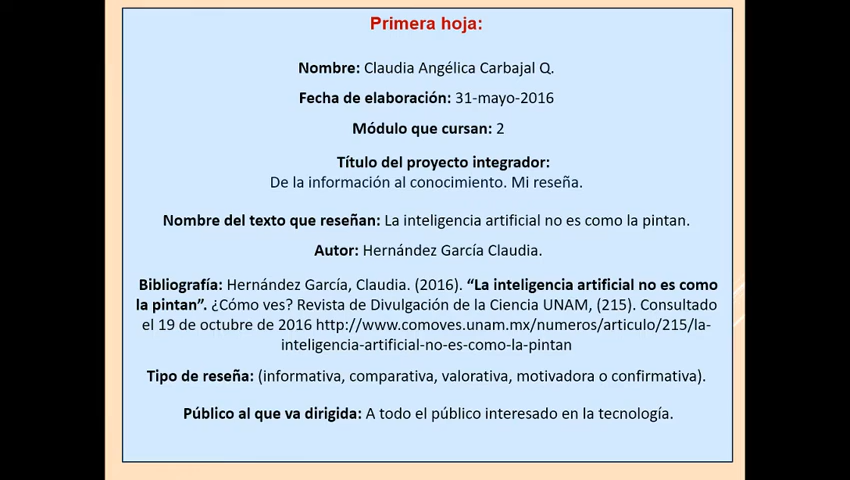 Primera hoja:
Nombre: Claudia Angélica Carbajal Q.
Fecha de elaboración: 31-mayo-2016
Módulo que cursan: 2
Título del proyecto integrador:
De la información al conocimiento. Mi reseña.
Nombre del texto que reseñan: La inteligencia artificial no es como la pintan.
Autor: Hernández García Claudia.
Bibliografía: Hernández García, Claudia. (2016). “La inteligencia artificial no es como
la pintan”. ¿Cómo ves? Revista de Divulgación de la Ciencia UNAM, (215). Consultado
el 19 de octubre de 2016 http://www.comoves.unam.mx/numeros/articulo/215/la-
inteligencia-artificial-no-es-como-la-pintan
Tipo de reseña: (informativa, comparativa, valorativa, motivadora o confirmativa).
Público al que va dirigida: A todo el público interesado en la tecnología.